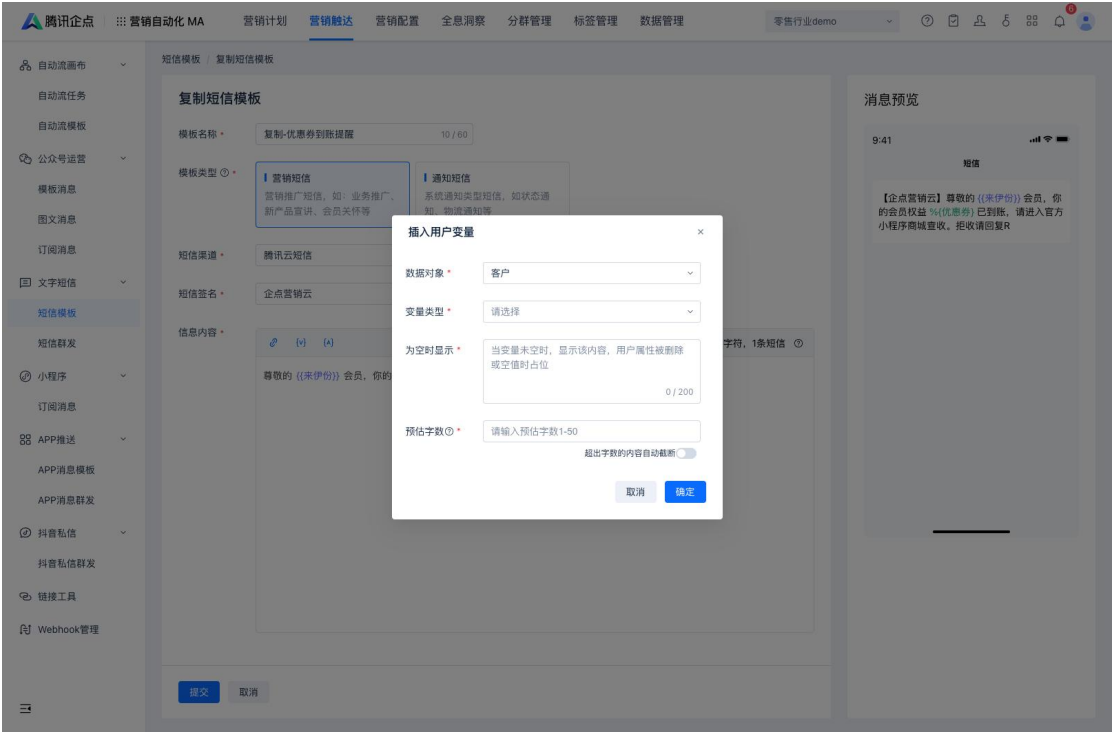 腾讯企点
营销自动化 MA
营销计划
营销触达
营销配置
全息洞察
分群管理
标签管理
数据管理
零售行业demo
6
自动流画布
自动流任务
自动流模板
公众号运营
模板消息
图文消息
订阅消息
文字短信
短信模板
短信群发
小程序
订阅消息
APP推送
APP消息模板
APP消息群发
抖音私信
抖音私信群发
链接工具
Webhook管理
短信模板 / 复制短信模板
复制短信模板
模板名称 *
复制-优惠券到账提醒
10 / 60
模板类型 *
营销短信
营销推广短信，如：业务推广、
新产品宣讲、会员关怀等
通知短信
系统通知类型短信，如状态通
知、物流通知等
短信渠道 *
腾讯云短信
短信签名 *
企点营销云
信息内容 *
字符，1条短信
尊敬的 {{来伊份}} 会员，你的
提交
取消
插入用户变量
×
数据对象 *
客户
变量类型 *
请选择
为空时显示 *
当变量未空时，显示该内容，用户属性被删除
或空值时占位
0 / 200
预估字数 *
请输入预估字数1-50
超出字数的内容自动截断
取消
确定
消息预览
9:41
短信
【企点营销云】尊敬的 {{来伊份}} 会员，你
的会员权益 %{优惠券} 已到账，请进入官方
小程序商城查收。拒收请回复R